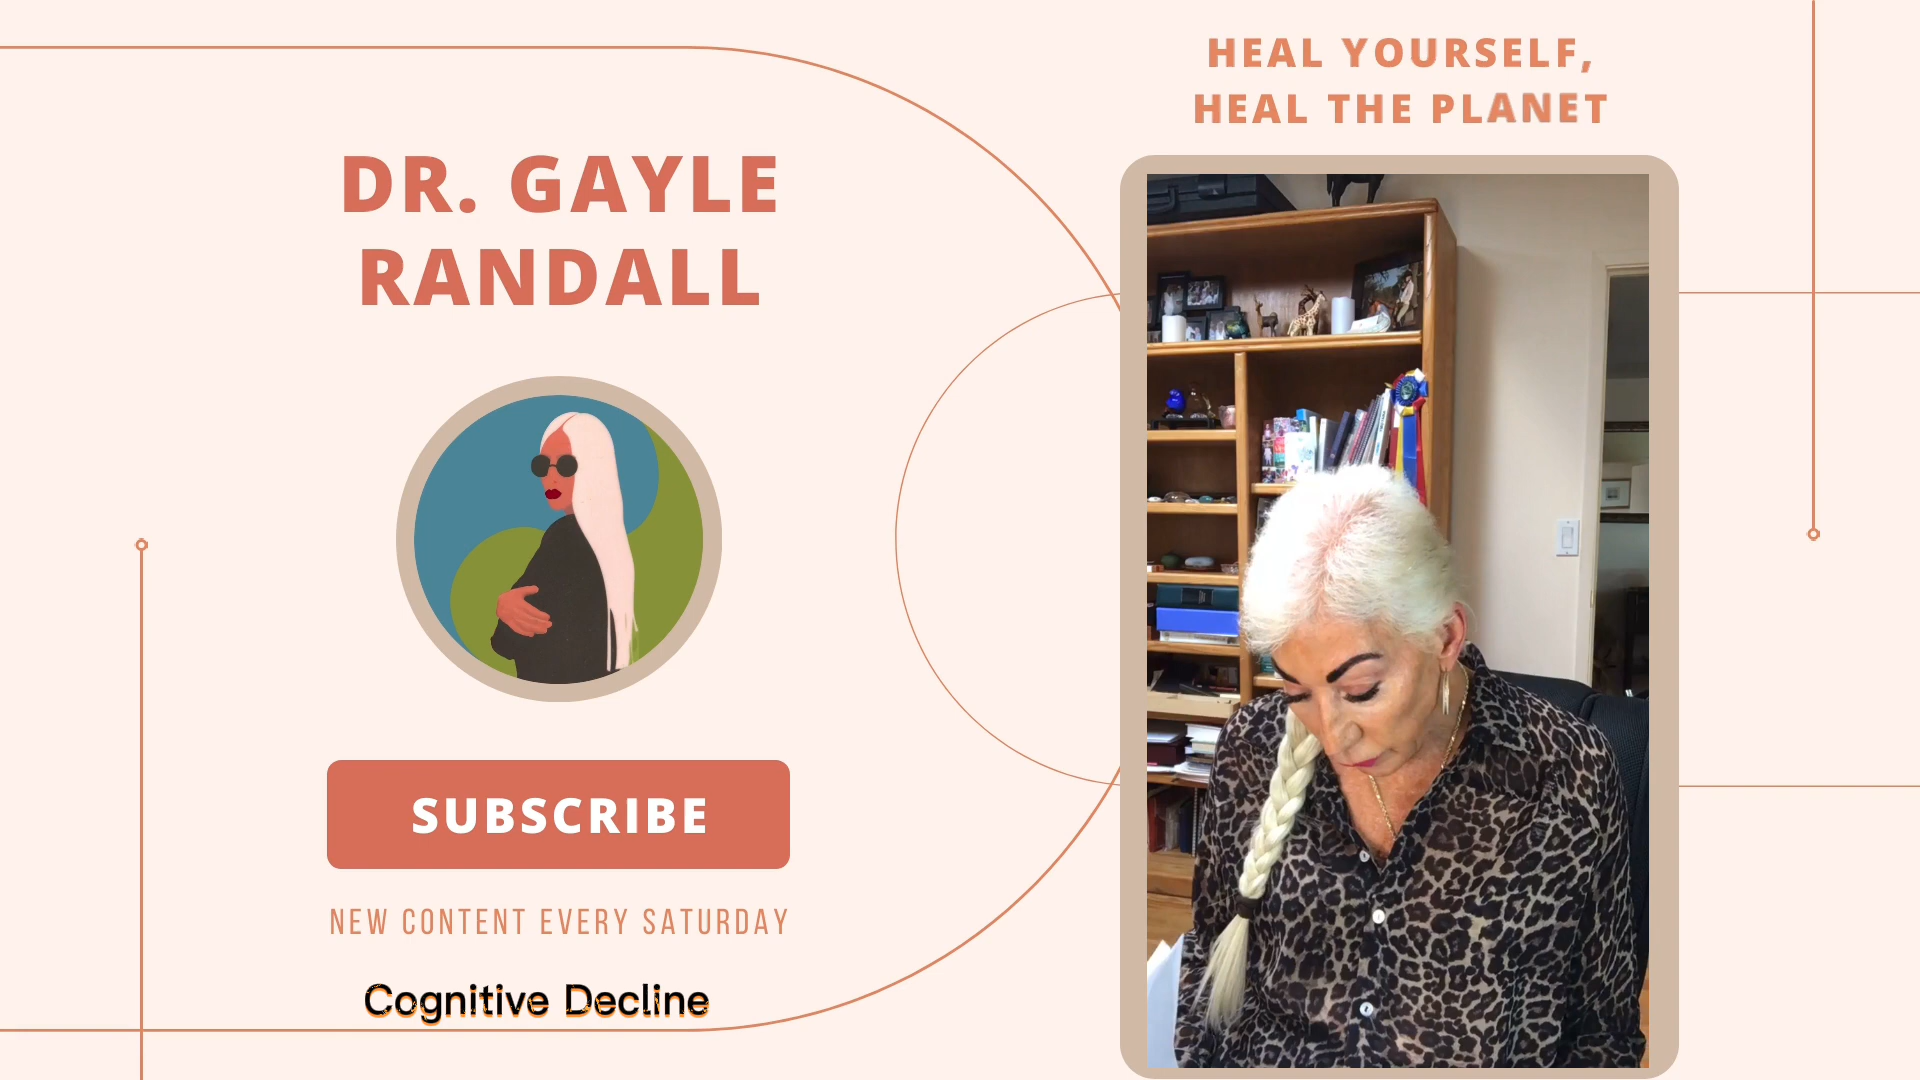 HEAL YOURSELF,
HEAL THE PLANET
DR. GAYLE
RANDALL
SUBSCRIBE
NEW CONTENT EVERY SATURDAY
Cognitive Decline